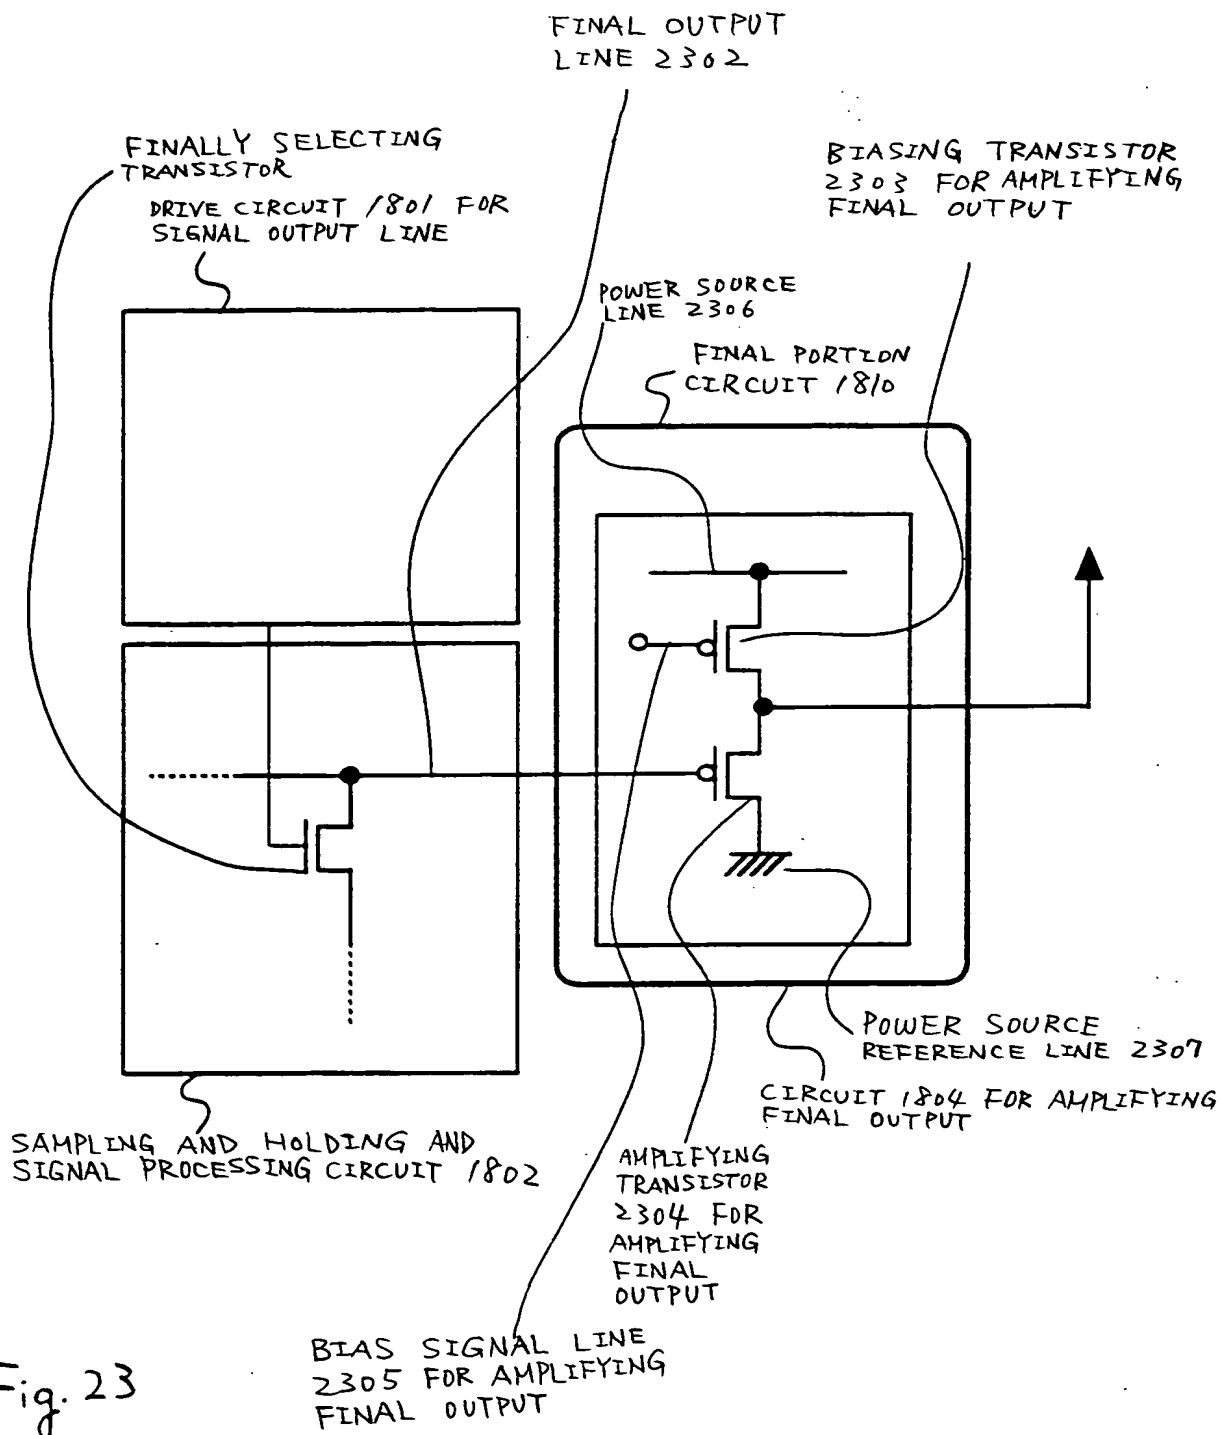 FINAL OUTPUT
LINE 2302
FINALLY SELECTING
TRANSISTOR
DRIVE CIRCUIT 1801 FOR
SIGNAL OUTPUT LINE
BIASING TRANSISTOR
2303 FOR AMPLIFYING
FINAL OUTPUT
POWER SOURCE
LINE 2306
FINAL PORTION
CIRCUIT 1810
POWER SOURCE
REFERENCE LINE 2307
CIRCUIT 1804 FOR AMPLIFYING
FINAL OUTPUT
SAMPLING AND HOLDING AND
SIGNAL PROCESSING CIRCUIT 1802
AMPLIFYING
TRANSISTOR
2304 FOR
AMPLIFYING
FINAL
OUTPUT
BIAS SIGNAL LINE
2305 FOR AMPLIFYING
FINAL OUTPUT
Fig. 23